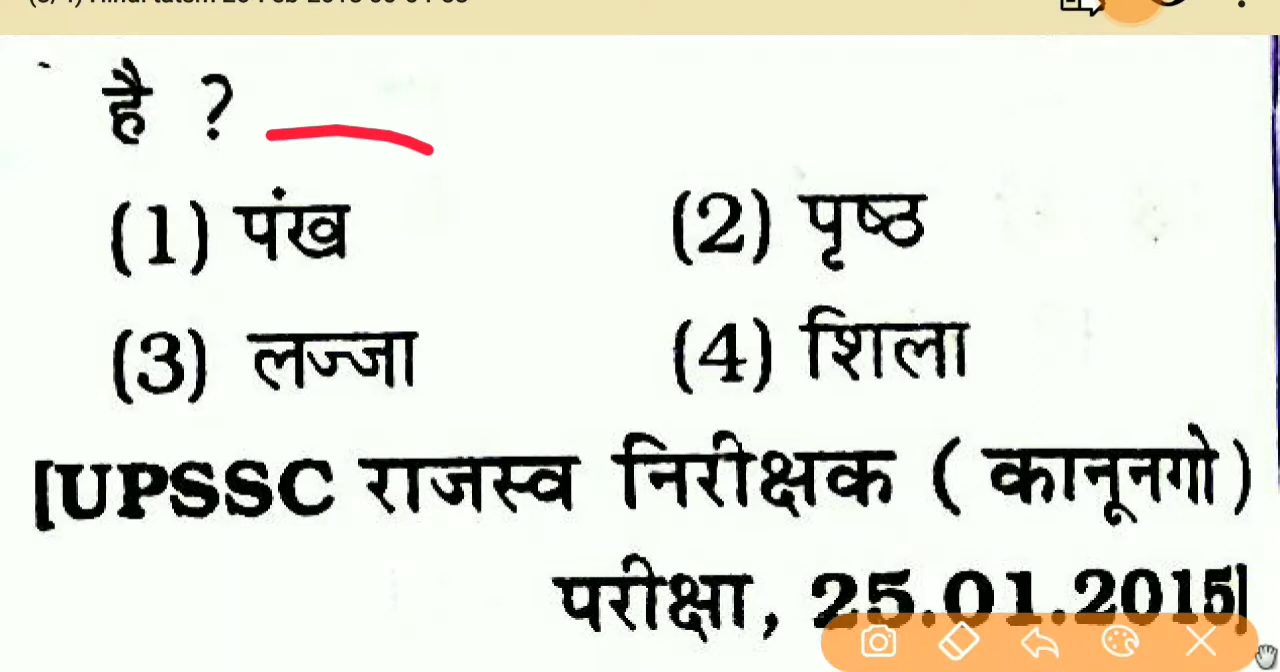 है ?
(1) पंख (2) पृष्ठ
(3) लज्जा (4) शिला
[UPSSC राजस्व निरीक्षक ( कानूनगो)
परीक्षा, 25.01.2015]